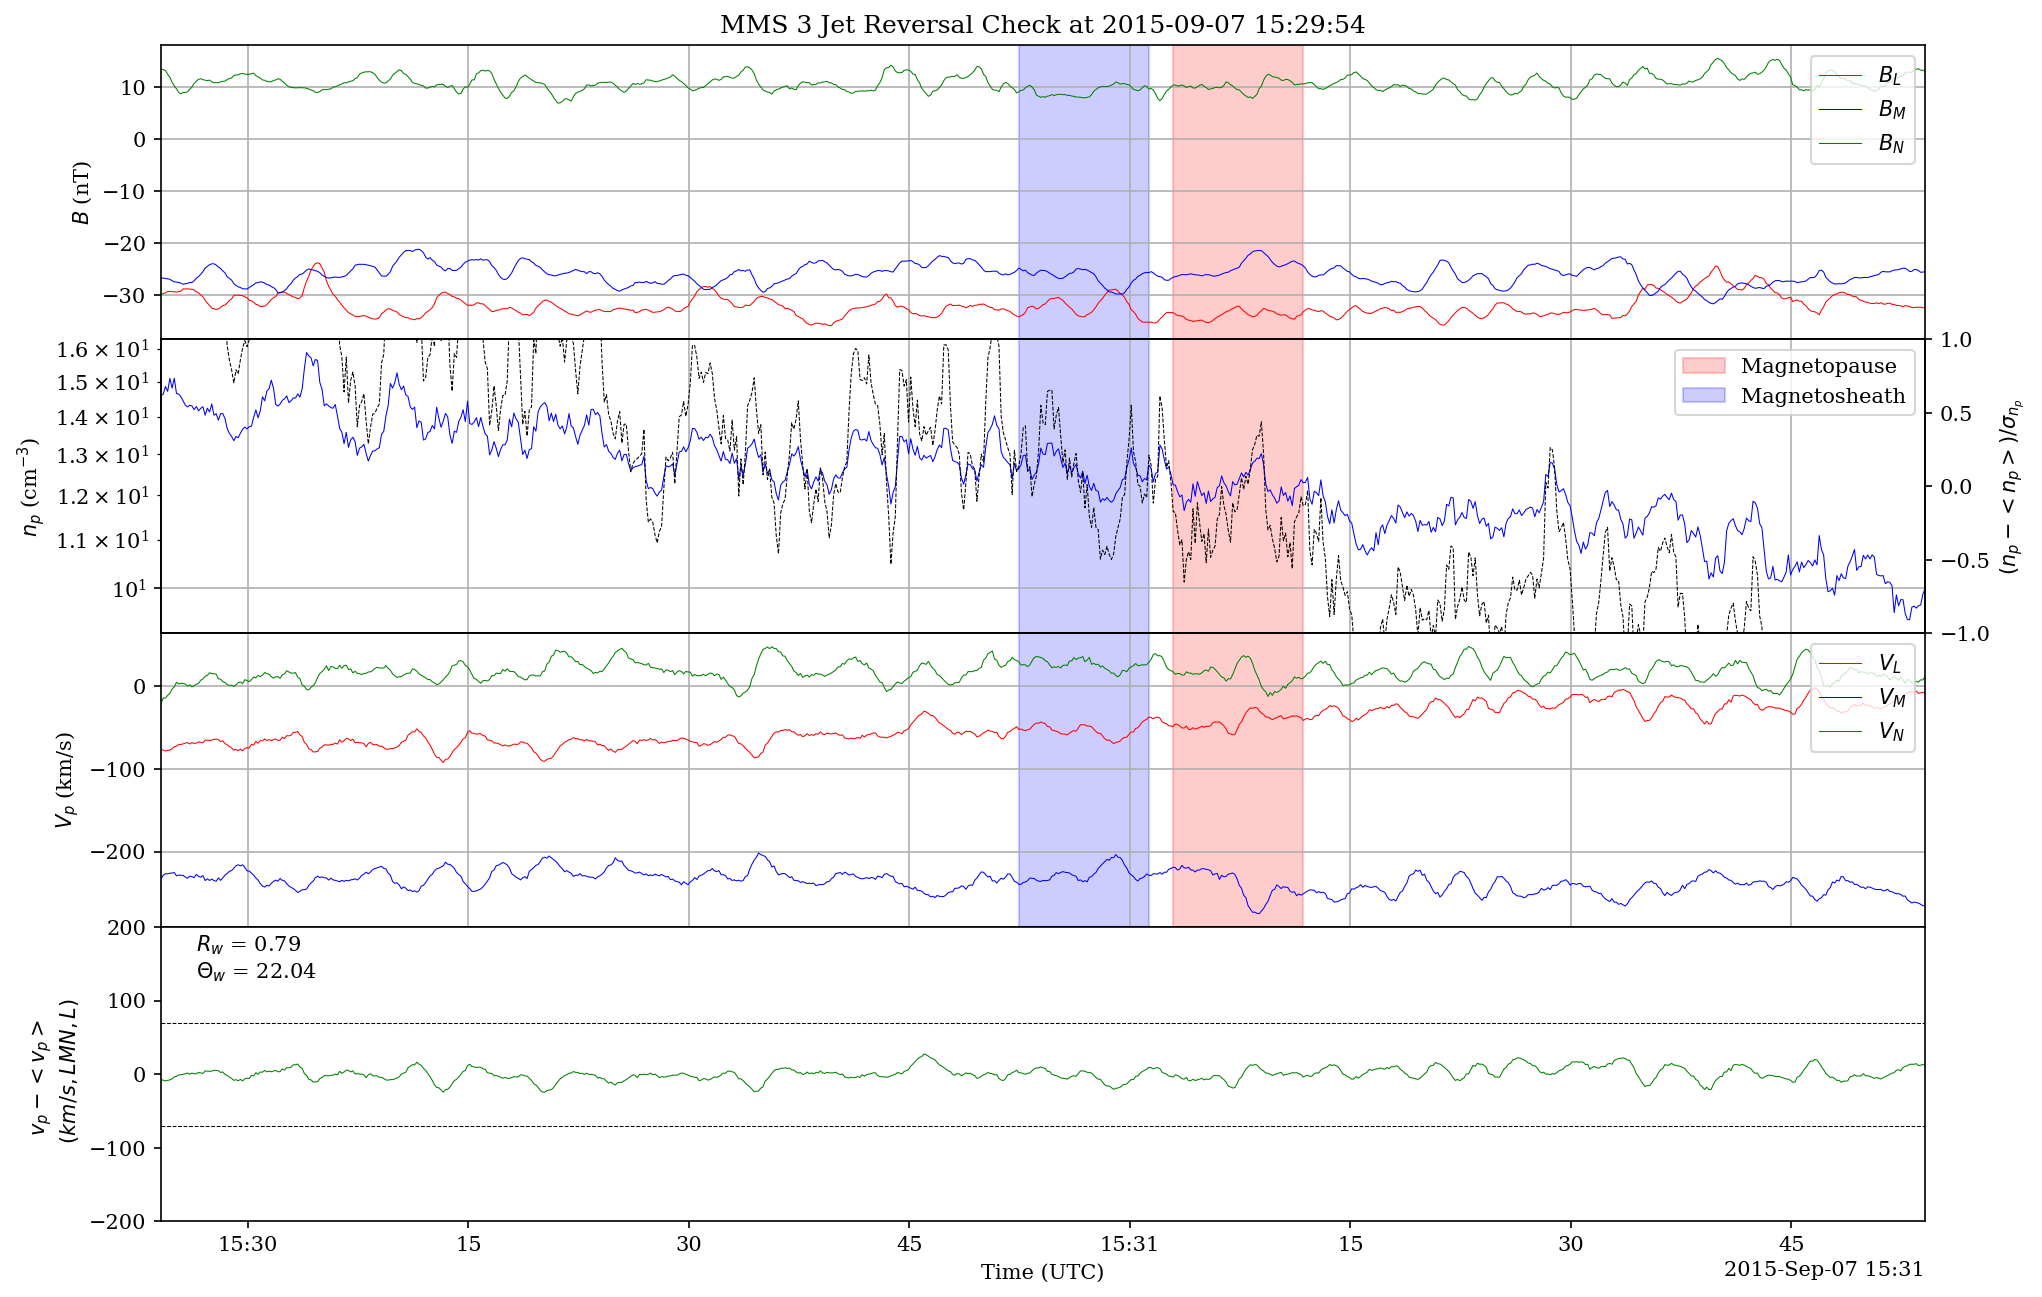 MMS 3 Jet Reversal Check at 2015-09-07 15:29:54
B (nT)
10
0
−10
−20
−30
B_L
B_M
B_N
n_p (cm^{−3})
1.6 × 10^1
1.5 × 10^1
1.4 × 10^1
1.3 × 10^1
1.2 × 10^1
1.1 × 10^1
10^1
Magnetopause
Magnetosheath
1.0
0.5
0.0
−0.5
−1.0
(n_p − < n_p >)/σ_{n_p}
V_p (km/s)
0
−100
−200
V_L
V_M
V_N
v_p − < v_p >
(km/s, LMN, L)
200
100
0
−100
−200
R_w = 0.79
Θ_w = 22.04
15:30
15
30
45
15:31
15
30
45
Time (UTC)
2015-Sep-07 15:31